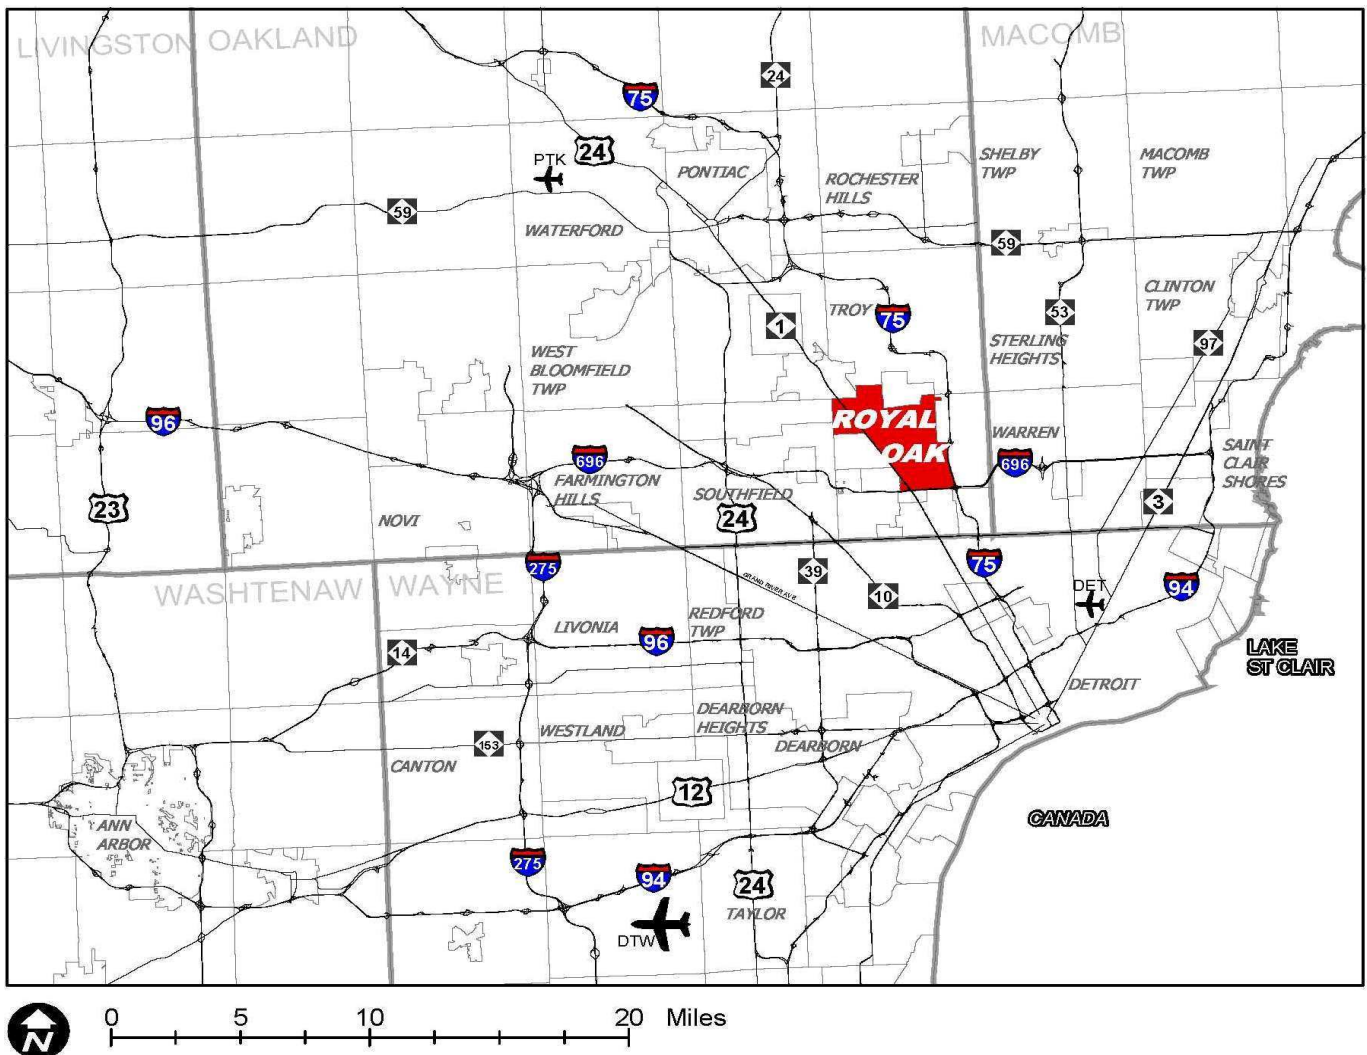 LIVINGSTON
OAKLAND
MACOMB
24
75
24
PTK
PONTIAC
SHELBY
TWP
MACOMB
TWP
ROCHESTER
HILLS
59
WATERFORD
59
CLINTON
TWP
TROY
75
53
1
STERLING
HEIGHTS
97
WEST
BLOOMFIELD
TWP
96
ROYAL
OAK
WARREN
696
SAINT
CLAIR
SHORES
696
FARMINGTON
HILLS
SOUTHFIELD
3
23
NOVI
24
275
75
WASHTENAW
WAYNE
39
GRAND RIVER AVE
10
DET
94
LIVONIA
REDFORD
TWP
96
14
LAKE
ST CLAIR
DETROIT
WESTLAND
DEARBORN
HEIGHTS
153
DEARBORN
CANTON
12
CANADA
ANN
ARBOR
275
94
24
TAYLOR
DTW
N
0 5 10 20 Miles